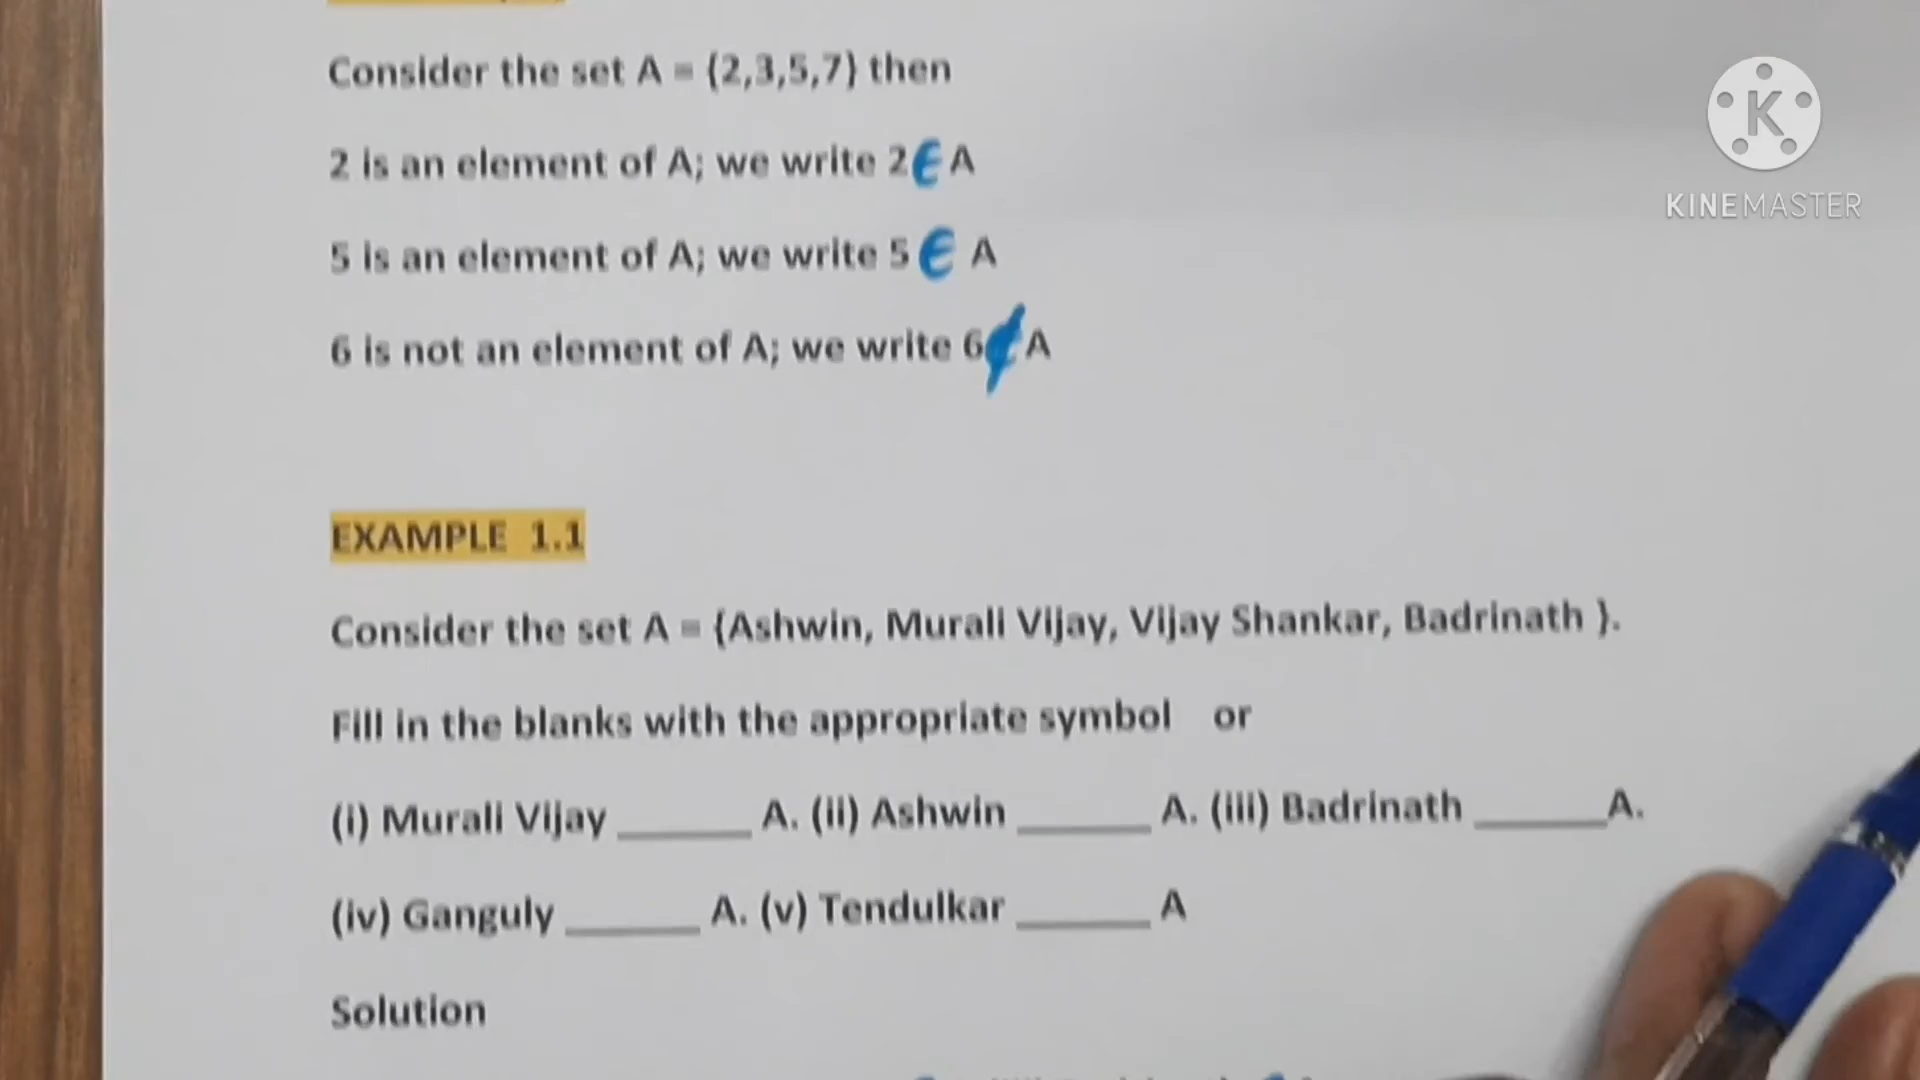 Consider the set A = {2,3,5,7} then
K
KINEMASTER
2 is an element of A; we write 2 ∈ A
5 is an element of A; we write 5 ∈ A
6 is not an element of A; we write 6 ∉ A
EXAMPLE 1.1
Consider the set A = {Ashwin, Murali Vijay, Vijay Shankar, Badrinath }.
Fill in the blanks with the appropriate symbol or
(i) Murali Vijay ______ A. (ii) Ashwin ______ A. (iii) Badrinath ______A.
(iv) Ganguly ______ A. (v) Tendulkar ______ A
Solution